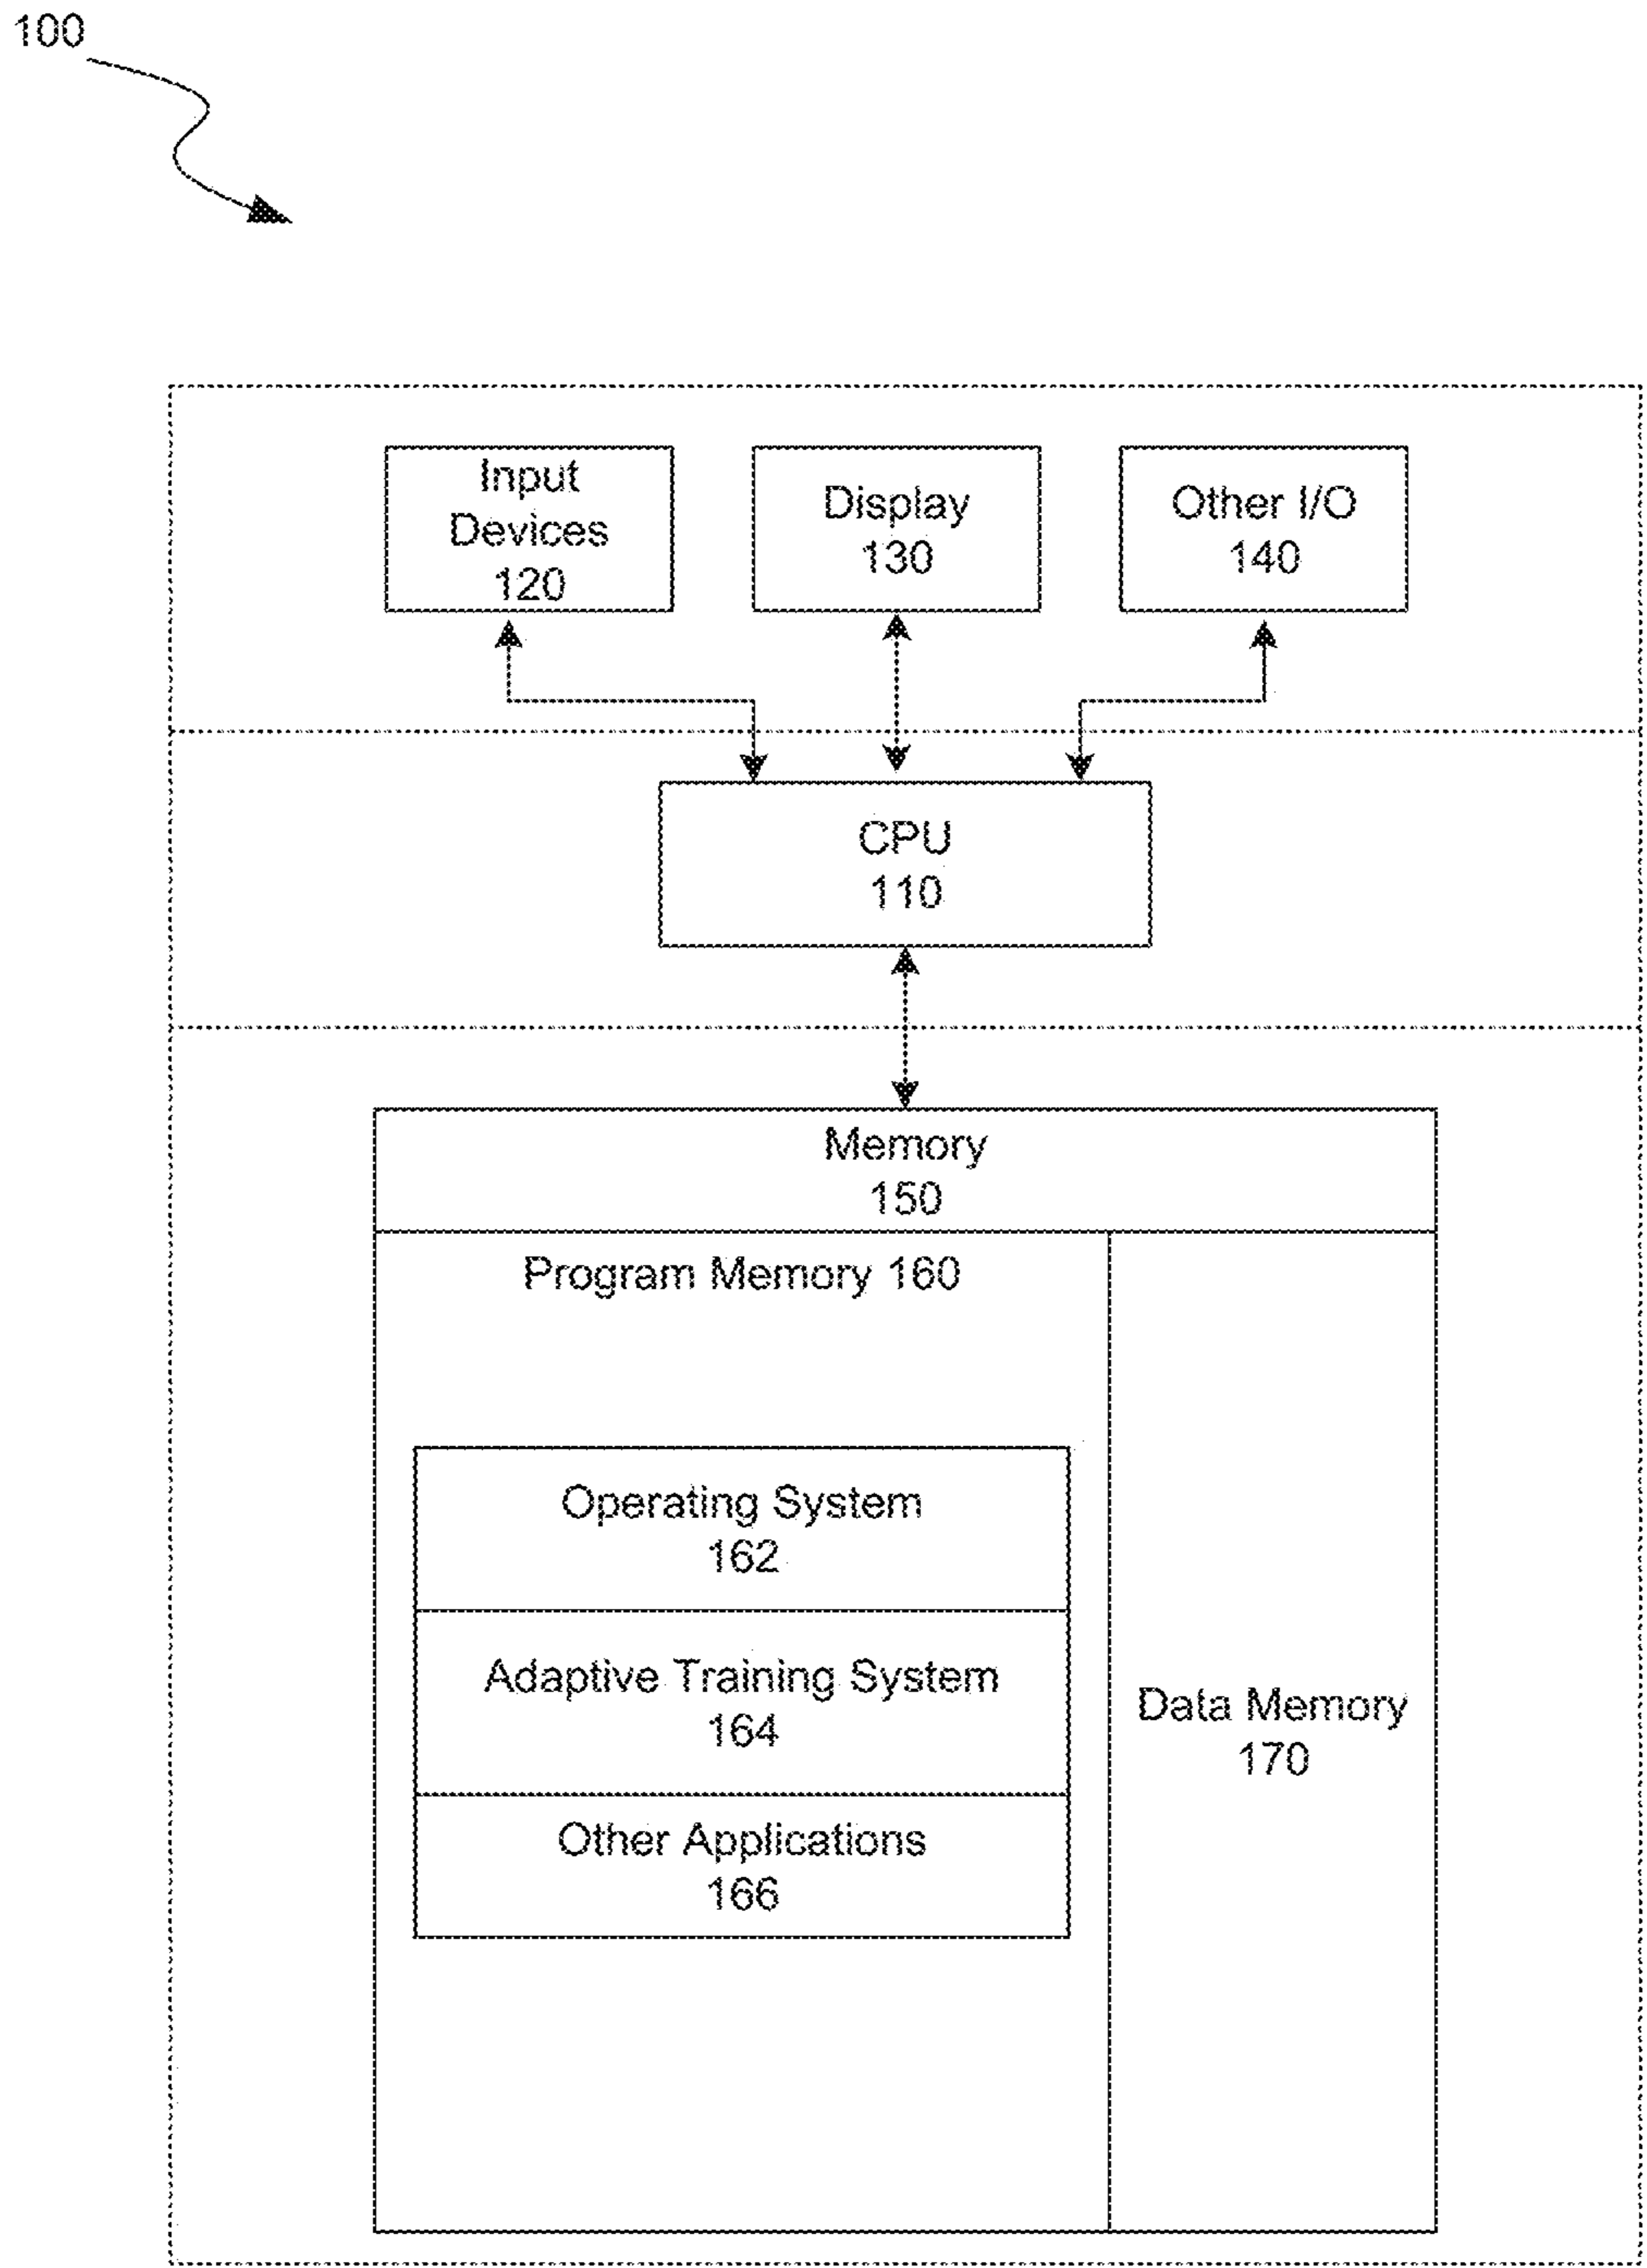 100
Input
Devices
120
Display
130
Other I/O
140
CPU
110
Memory
150
Program Memory 160
Operating System
162
Adaptive Training System
164
Other Applications
166
Data Memory
170